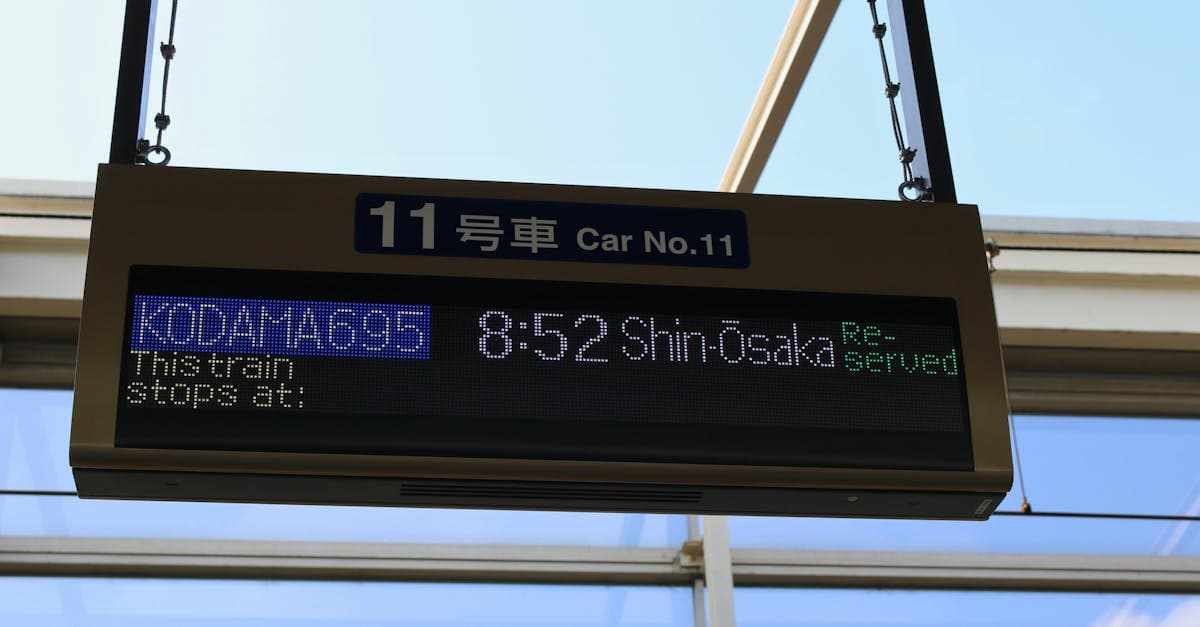 11号車 Car No.11
KODAMA695 8:52 Shin-Ōsaka Re-
served
This train
stops at: